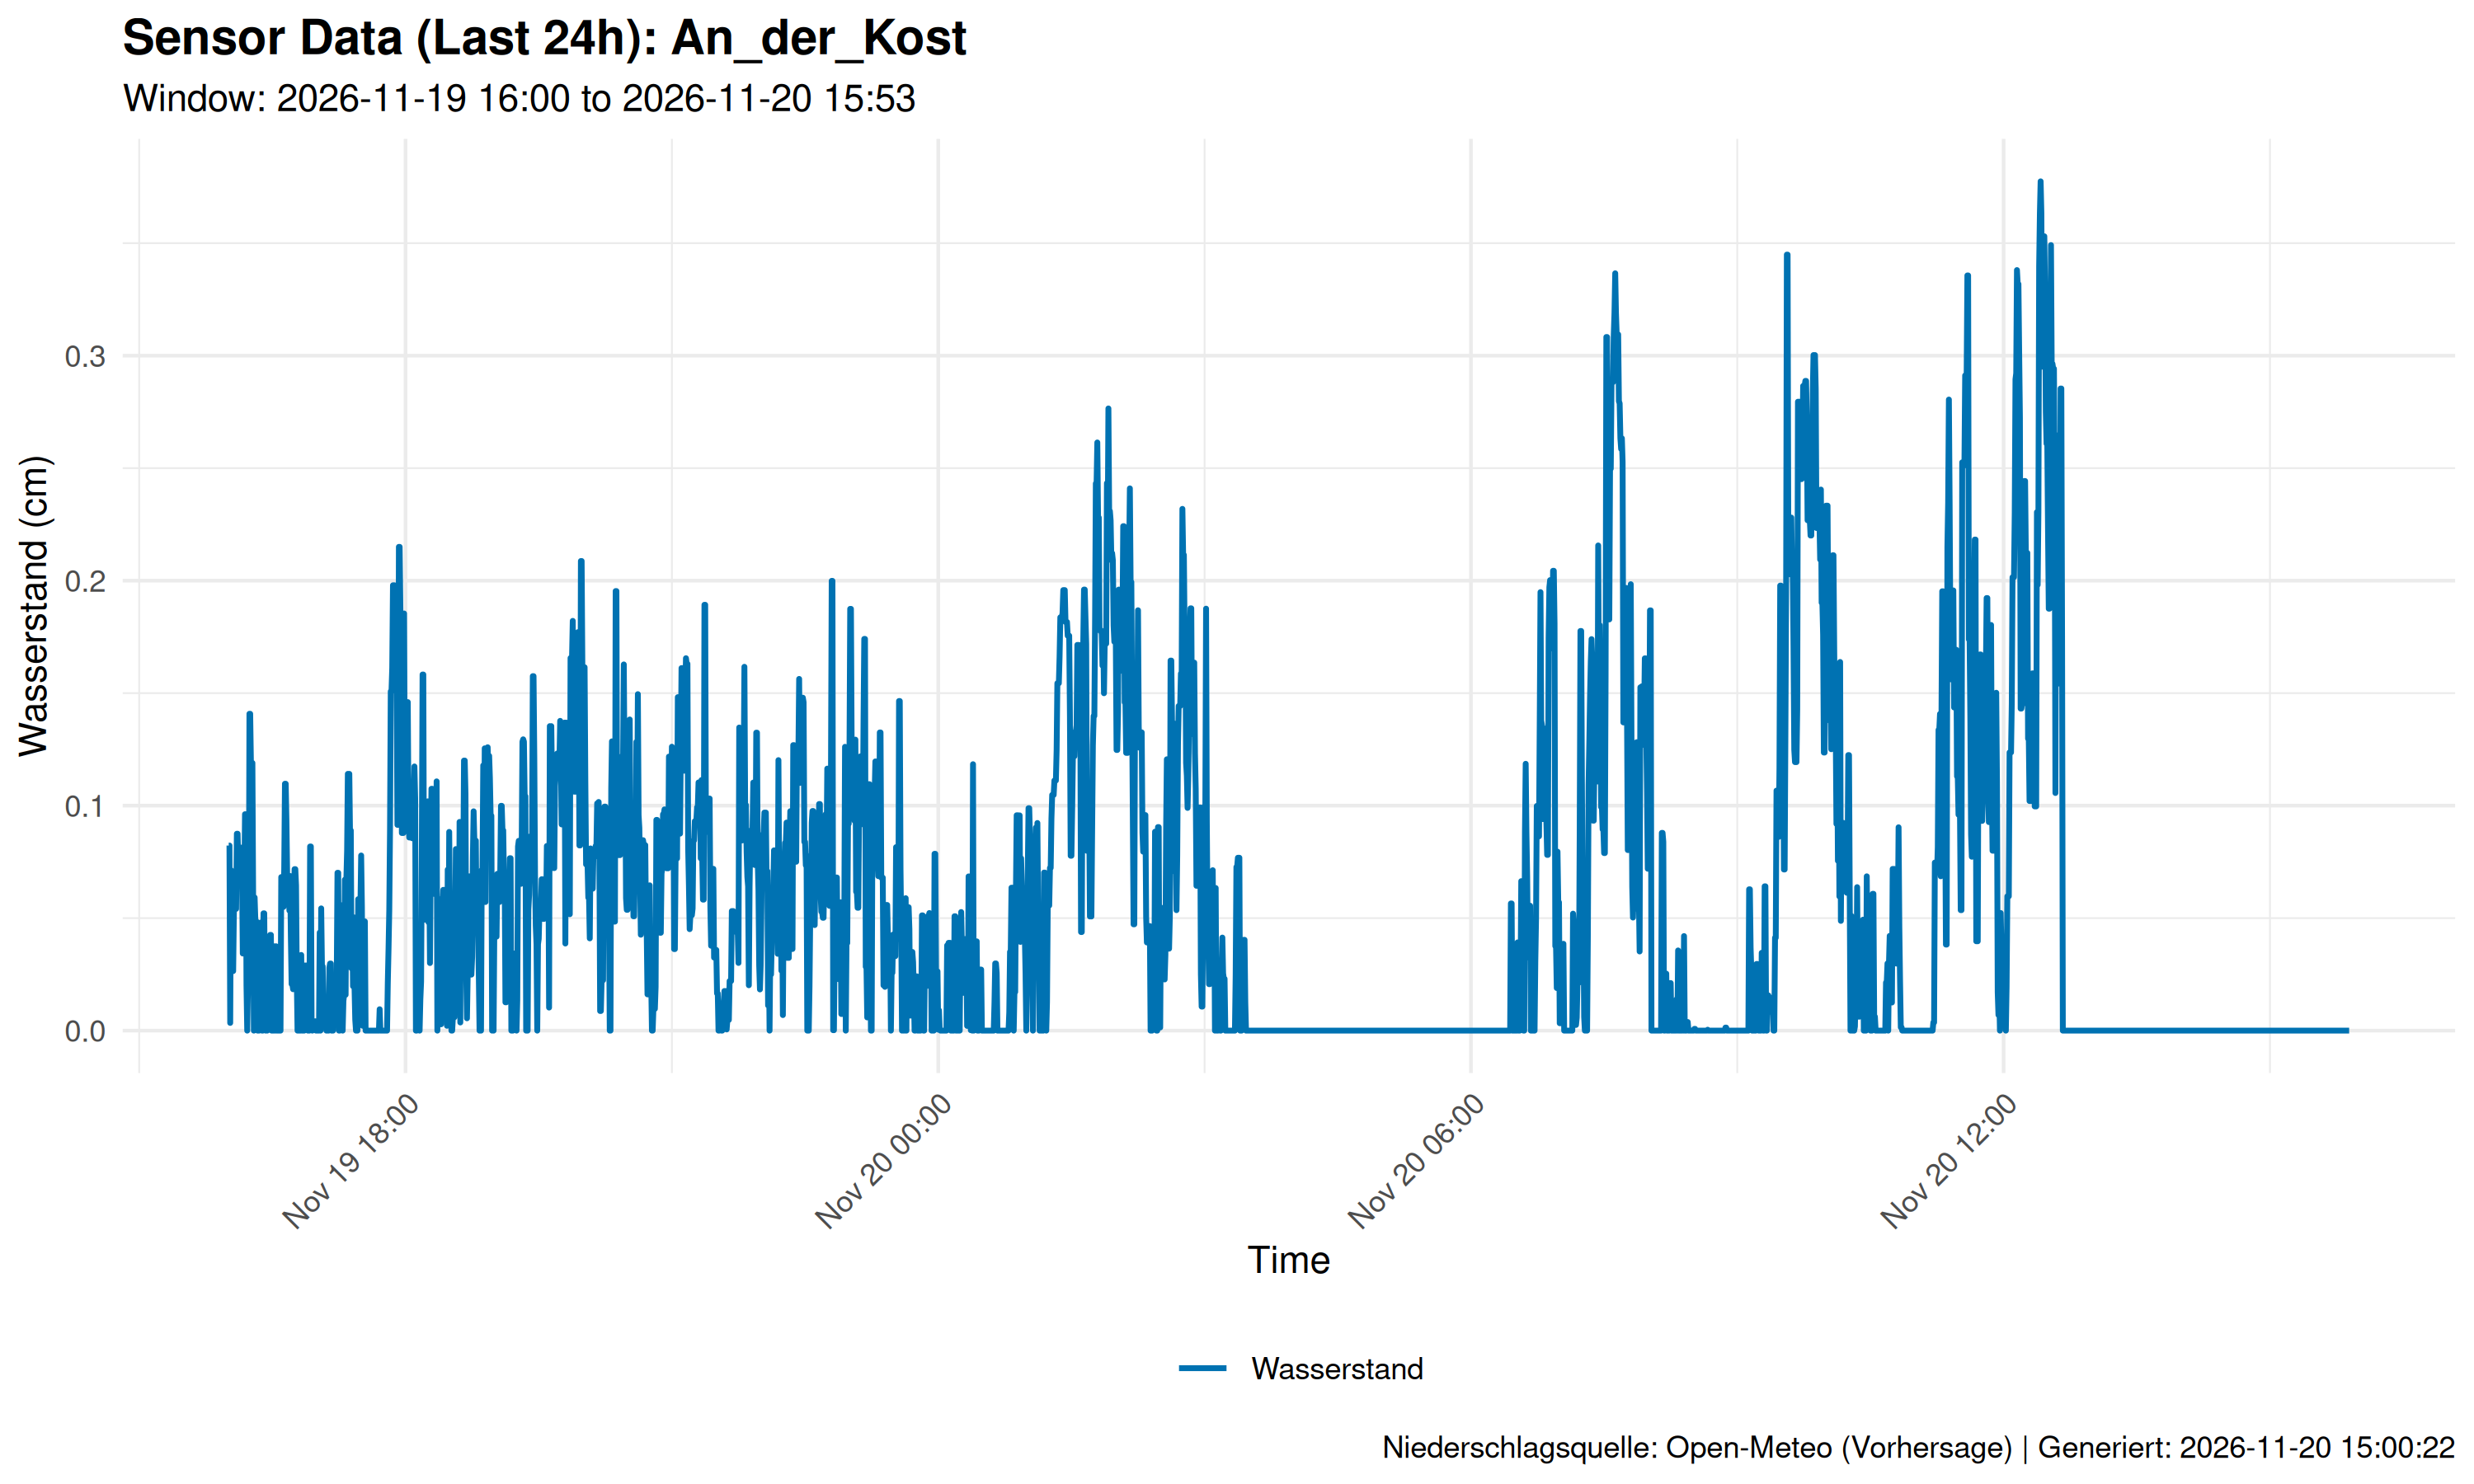 Sensor Data (Last 24h): An_der_Kost
Window: 2026-11-19 16:00 to 2026-11-20 15:53
Wasserstand (cm)
0.3
0.2
0.1
0.0
Nov 19 18:00
Nov 20 00:00
Nov 20 06:00
Nov 20 12:00
Time
Wasserstand
Niederschlagsquelle: Open-Meteo (Vorhersage) | Generiert: 2026-11-20 15:00:22